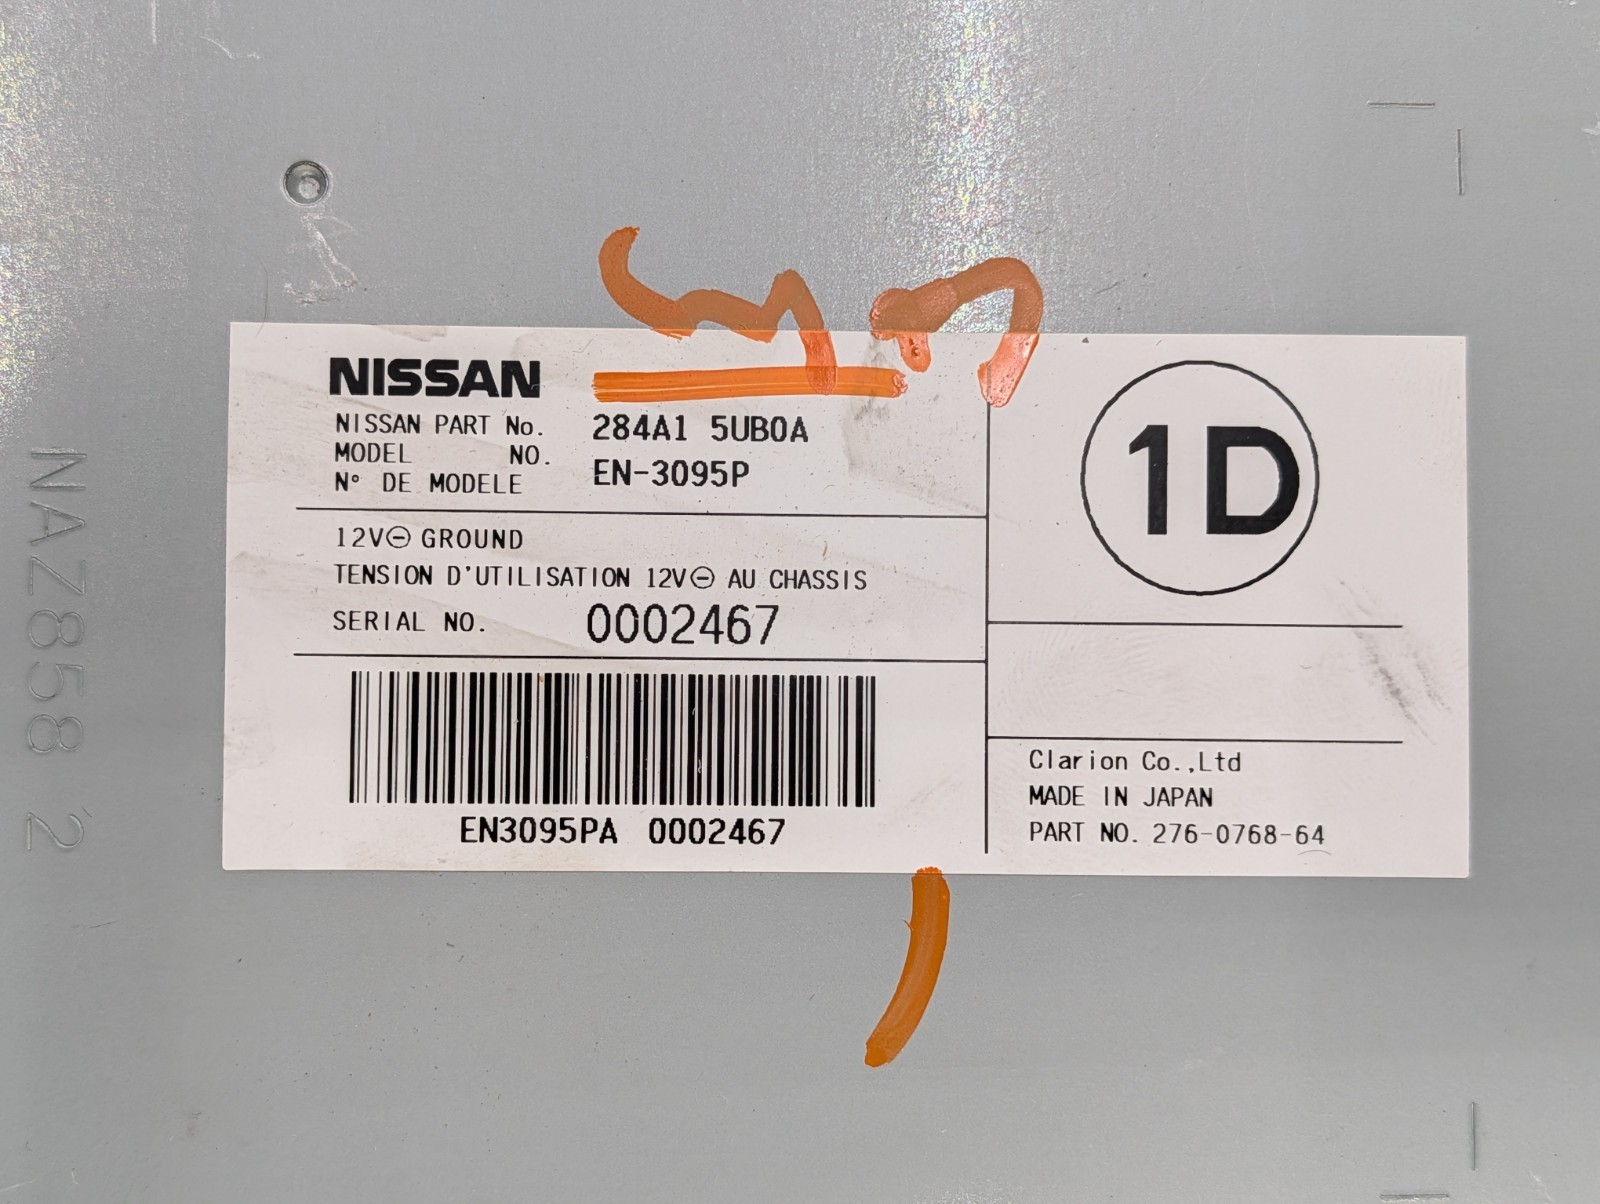 NISSAN
NISSAN PART No. 284A1 5UB0A
MODEL NO. EN-3095P
N° DE MODELE
12V⊖ GROUND
TENSION D'UTILISATION 12V⊖ AU CHASSIS
SERIAL NO. 0002467
EN3095PA 0002467
1D
Clarion Co.,Ltd
MADE IN JAPAN
PART NO. 276-0768-64
NAZ858 2